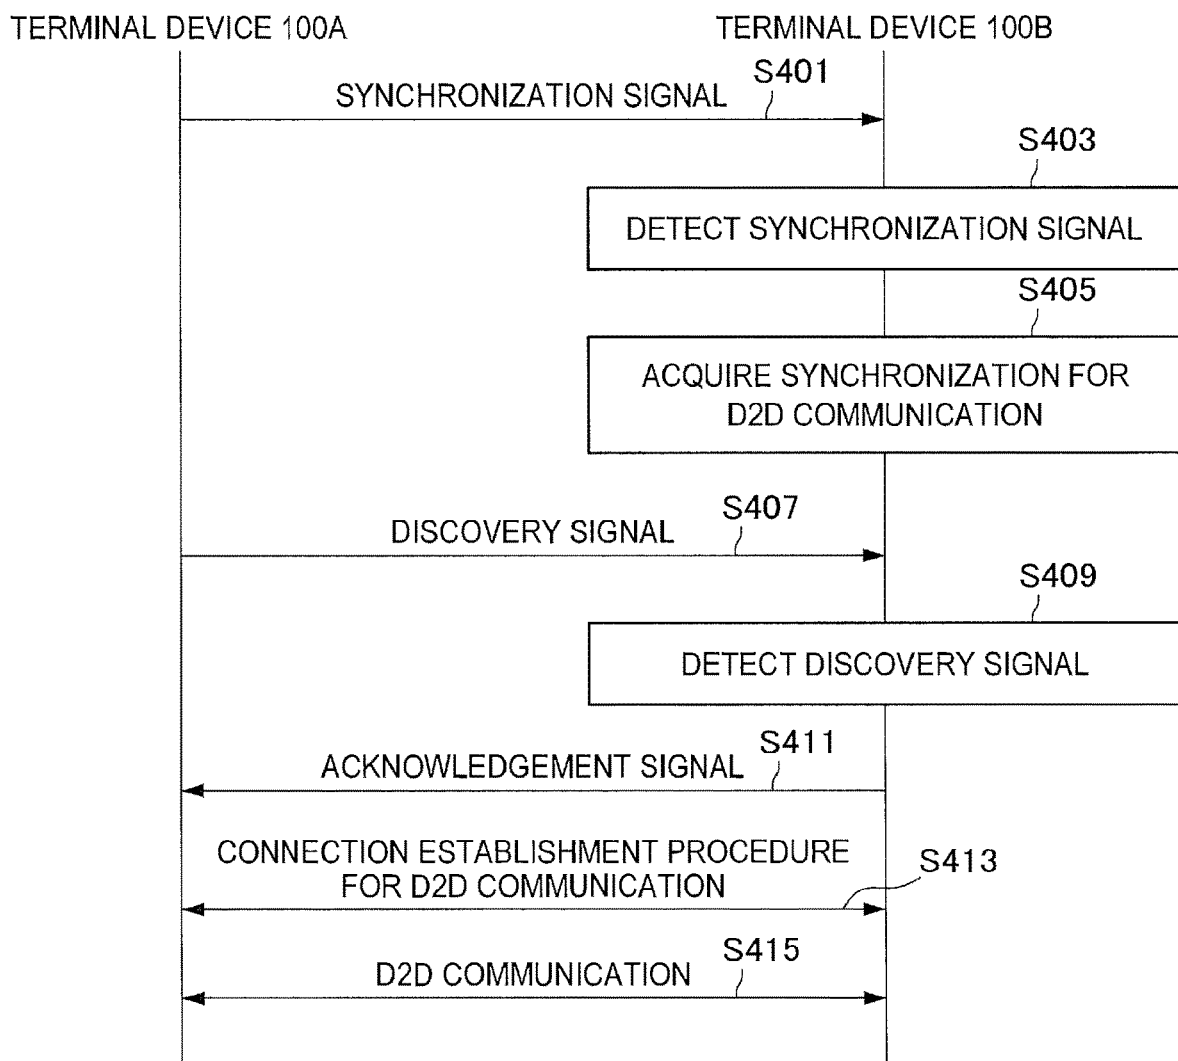 TERMINAL DEVICE 100A
TERMINAL DEVICE 100B
S401
SYNCHRONIZATION SIGNAL
S403
DETECT SYNCHRONIZATION SIGNAL
S405
ACQUIRE SYNCHRONIZATION FOR
D2D COMMUNICATION
S407
DISCOVERY SIGNAL
S409
DETECT DISCOVERY SIGNAL
S411
ACKNOWLEDGEMENT SIGNAL
CONNECTION ESTABLISHMENT PROCEDURE
FOR D2D COMMUNICATION
S413
S415
D2D COMMUNICATION